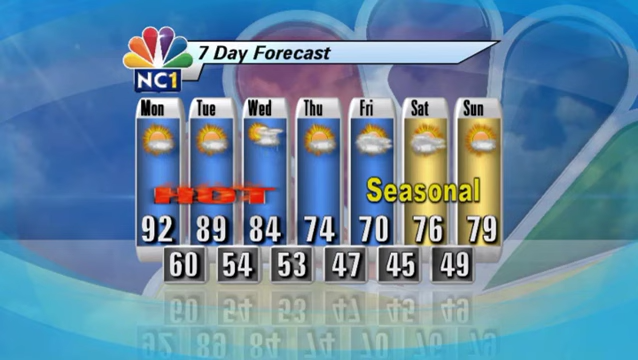 7 Day Forecast
NC1
Mon Tue Wed Thu Fri Sat Sun
HOT Seasonal
92 89 84 74 70 76 79
60 54 53 47 45 49